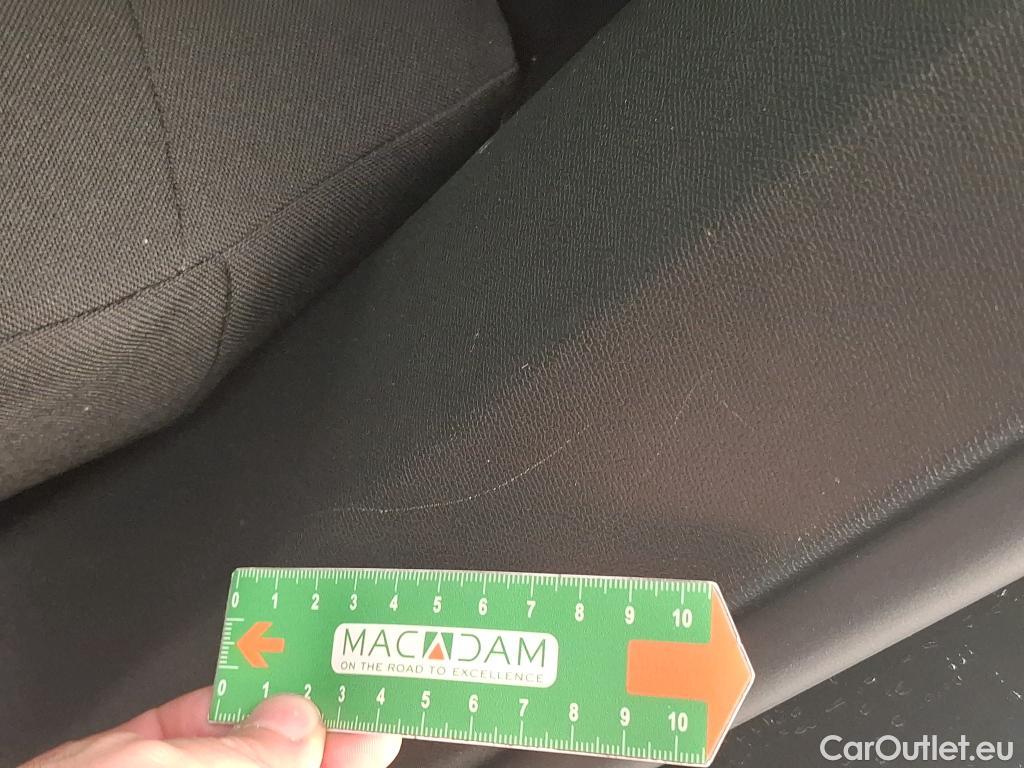 0 1 2 3 4 5 6 7 8 9 10
MACADAM
ON THE ROAD TO EXCELLENCE
0 1 2 3 4 5 6 7 8 9 10
CarOutlet.eu